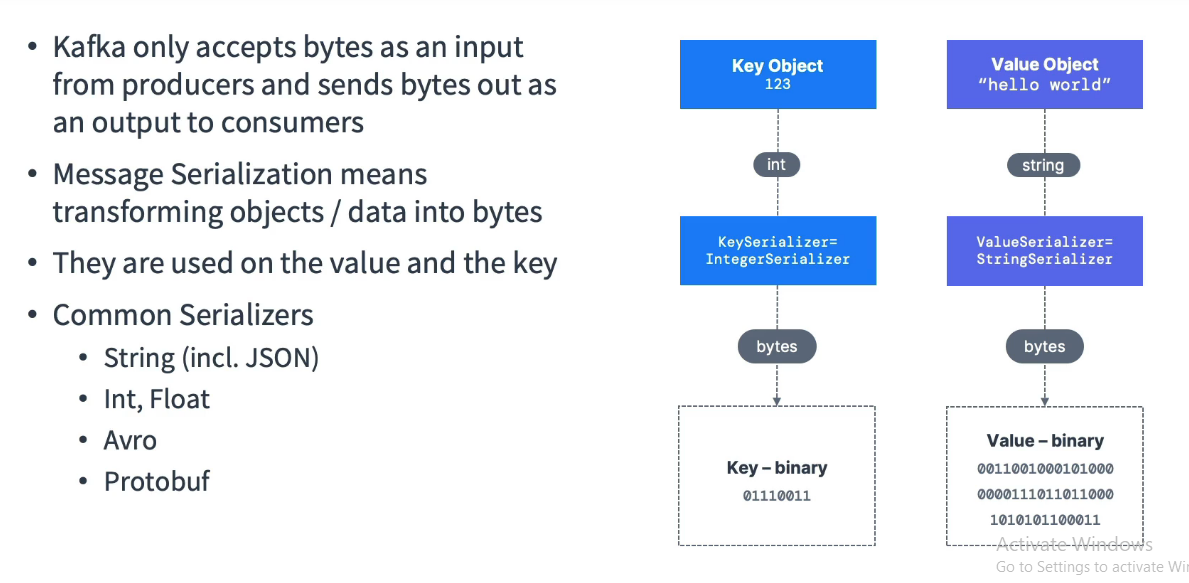 • Kafka only accepts bytes as an input
from producers and sends bytes out as
an output to consumers
• Message Serialization means
transforming objects / data into bytes
• They are used on the value and the key
• Common Serializers
• String (incl. JSON)
• Int, Float
• Avro
• Protobuf
Key Object
123
int
KeySerializer=
IntegerSerializer
bytes
Key – binary
01110011
Value Object
“hello world”
string
ValueSerializer=
StringSerializer
bytes
Value – binary
0011001000101000
0000111011011000
1010101100011
Activate Windows
Go to Settings to activate Wi